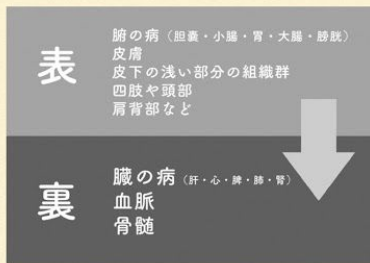 表
腑の病（胆嚢・小腸・胃・大腸・膀胱）
皮膚
皮下の浅い部分の組織群
四肢や頭部
肩背部など
裏
臓の病（肝・心・脾・肺・腎）
血脈
骨髄